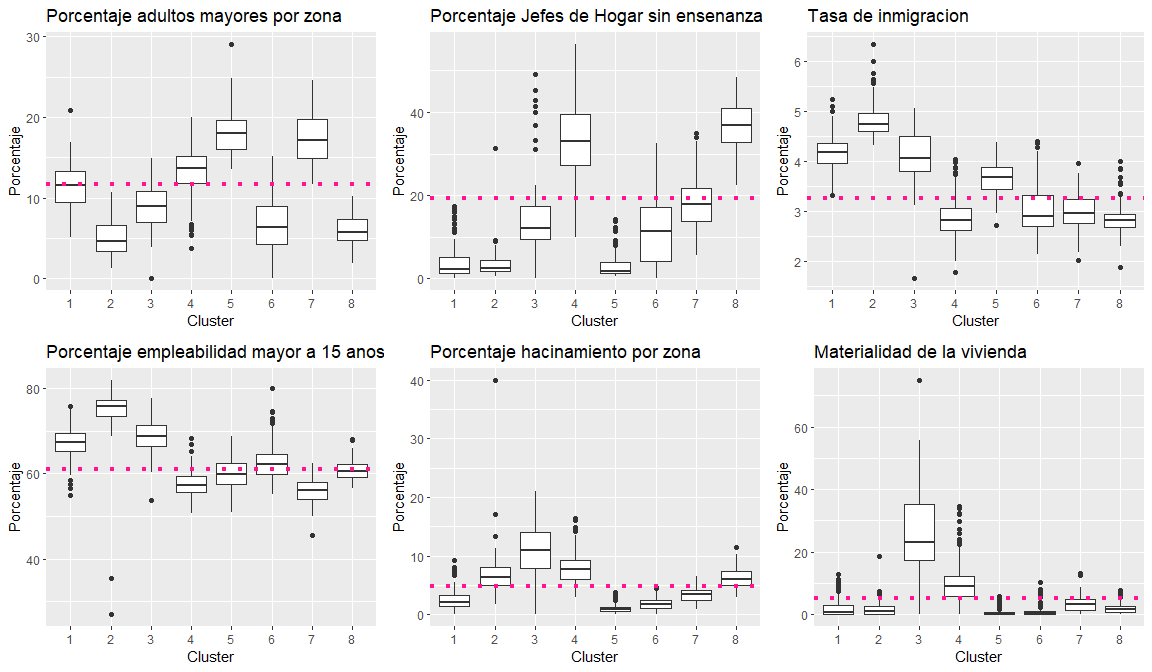 Porcentaje adultos mayores por zona
Porcentaje
30
20
10
0
1 2 3 4 5 6 7 8
Cluster
Porcentaje Jefes de Hogar sin ensenanza
Porcentaje
40
20
0
1 2 3 4 5 6 7 8
Cluster
Tasa de inmigracion
Porcentaje
6
5
4
3
2
1 2 3 4 5 6 7 8
Cluster
Porcentaje empleabilidad mayor a 15 anos
Porcentaje
80
60
40
1 2 3 4 5 6 7 8
Cluster
Porcentaje hacinamiento por zona
Porcentaje
40
30
20
10
0
1 2 3 4 5 6 7 8
Cluster
Materialidad de la vivienda
Porcentaje
60
40
20
0
1 2 3 4 5 6 7 8
Cluster